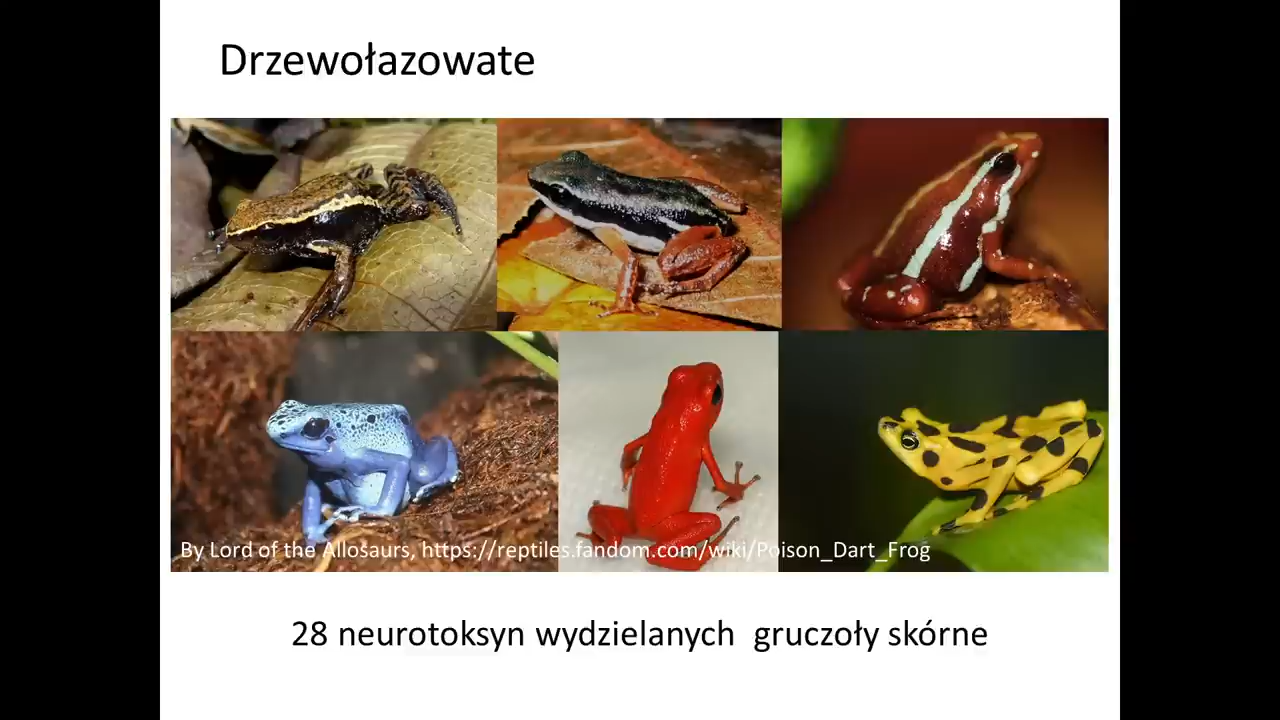 Drzewołazowate
By Lord of the Allosaurs, https://reptiles.fandom.com/wiki/Poison_Dart_Frog
28 neurotoksyn wydzielanych  gruczoły skórne